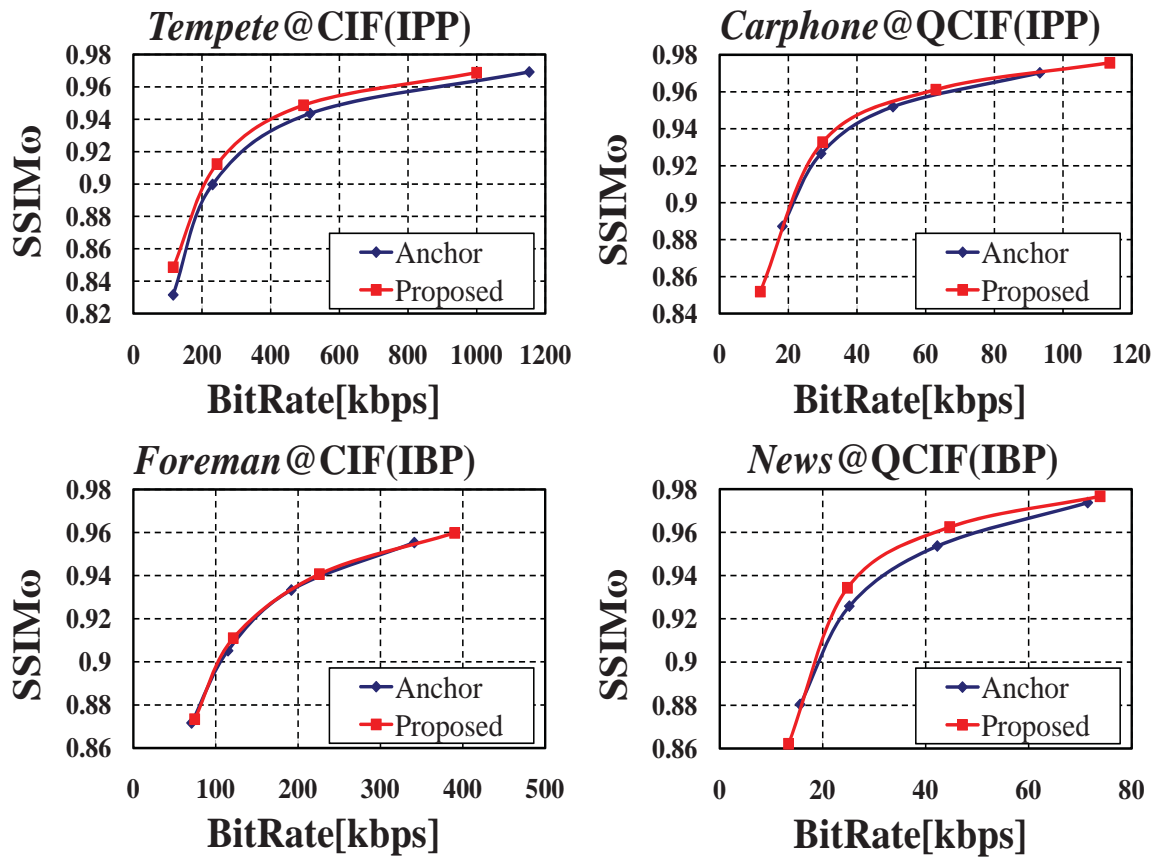 Tempete@CIF(IPP)
SSIMω
0.98
0.96
0.94
0.92
0.9
0.88
0.86
0.84
0.82
Anchor
Proposed
0 200 400 600 800 1000 1200
BitRate[kbps]
Carphone@QCIF(IPP)
SSIMω
0.98
0.96
0.94
0.92
0.9
0.88
0.86
0.84
Anchor
Proposed
0 20 40 60 80 100 120
BitRate[kbps]
Foreman@CIF(IBP)
SSIMω
0.98
0.96
0.94
0.92
0.9
0.88
0.86
Anchor
Proposed
0 100 200 300 400 500
BitRate[kbps]
News@QCIF(IBP)
SSIMω
0.98
0.96
0.94
0.92
0.9
0.88
0.86
Anchor
Proposed
0 20 40 60 80
BitRate[kbps]